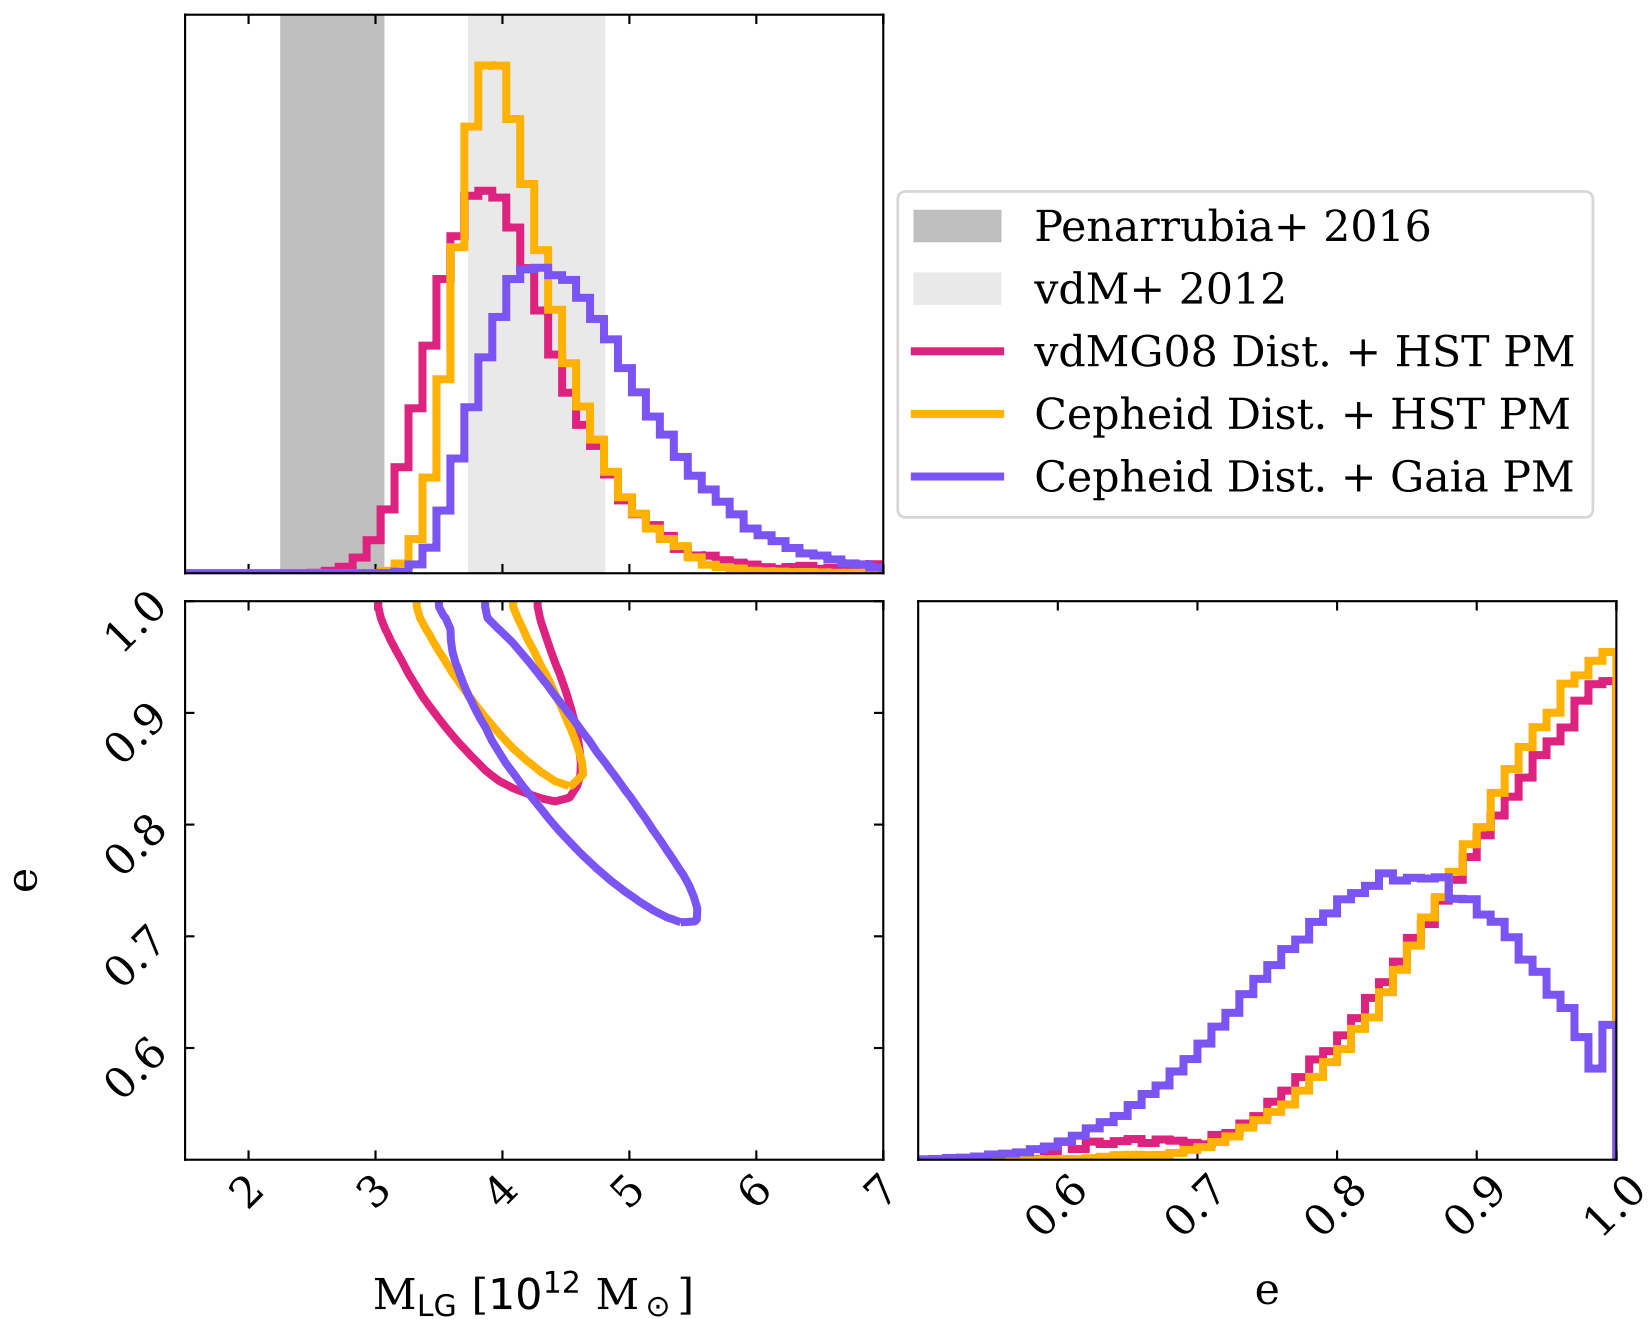 Penarrubia+ 2016
vdM+ 2012
vdMG08 Dist. + HST PM
Cepheid Dist. + HST PM
Cepheid Dist. + Gaia PM
1.0
0.9
0.8
0.7
0.6
e
2 3 4 5 6 7
M_LG [10^12 M_⊙]
0.6 0.7 0.8 0.9 1.0
e